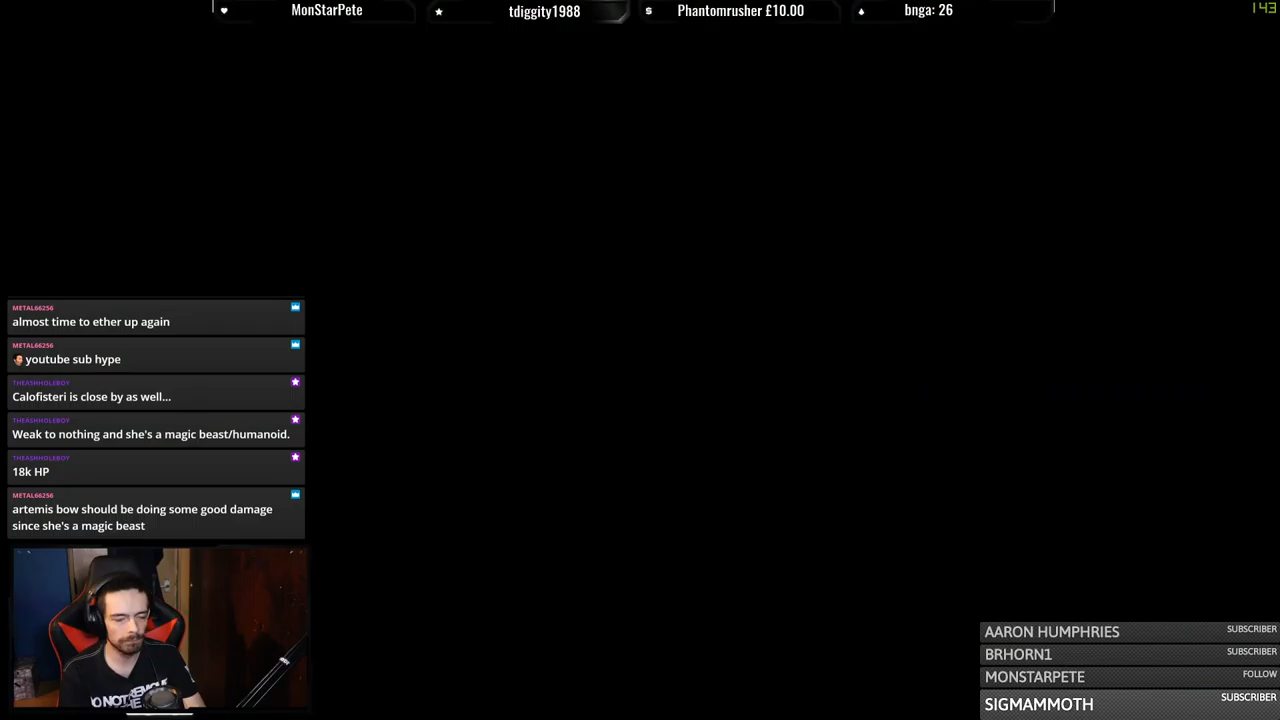 MonStarPete
tdiggity1988
Phantomrusher £10.00
bnga: 26
143
METAL66256
almost time to ether up again
METAL66256
youtube sub hype
THEASHHOLEBOY
Calofisteri is close by as well...
THEASHHOLEBOY
Weak to nothing and she's a magic beast/humanoid.
THEASHHOLEBOY
18k HP
METAL66256
artemis bow should be doing some good damage
since she's a magic beast
AARON HUMPHRIES SUBSCRIBER
BRHORN1 SUBSCRIBER
MONSTARPETE FOLLOW
SIGMAMMOTH SUBSCRIBER